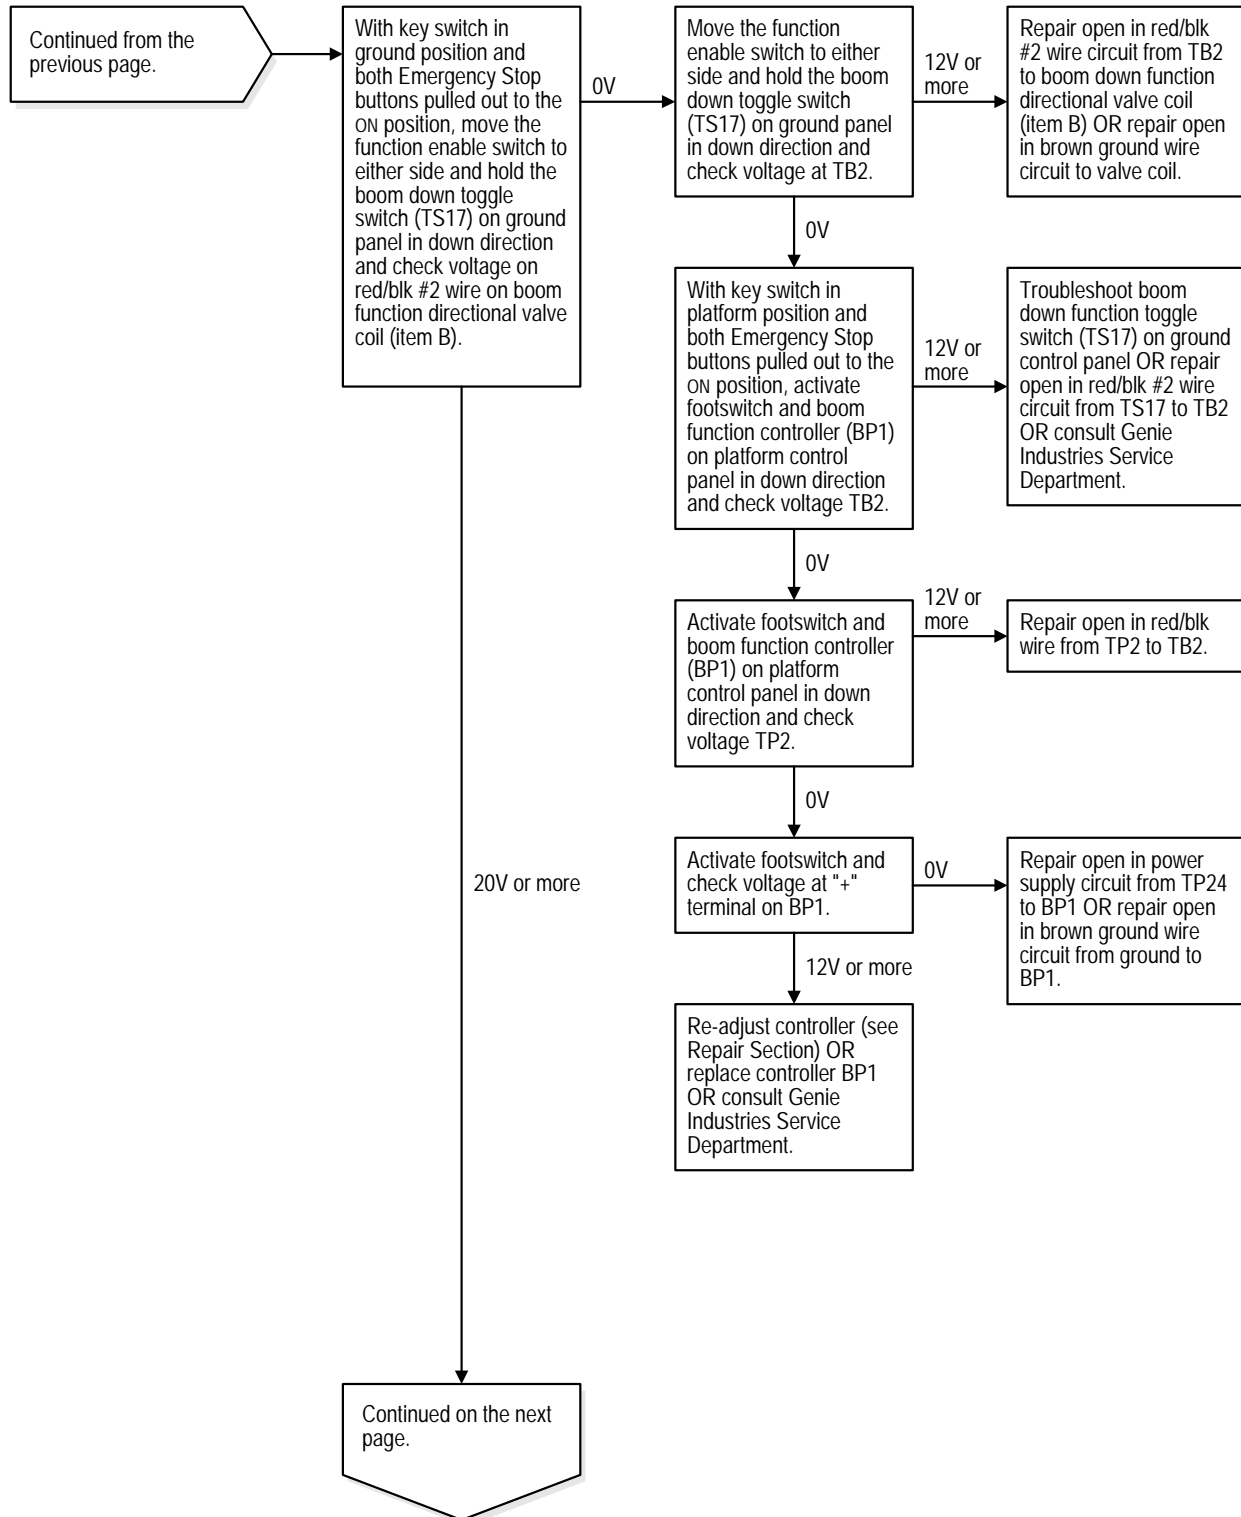 Continued from the
previous page.
With key switch in
ground position and
both Emergency Stop
buttons pulled out to the
ON position, move the
function enable switch to
either side and hold the
boom down toggle
switch (TS17) on ground
panel in down direction
and check voltage on
red/blk #2 wire on boom
function directional valve
coil (item B).
0V
Move the function
enable switch to either
side and hold the boom
down toggle switch
(TS17) on ground panel
in down direction and
check voltage at TB2.
12V or
more
Repair open in red/blk
#2 wire circuit from TB2
to boom down function
directional valve coil
(item B) OR repair open
in brown ground wire
circuit to valve coil.
0V
With key switch in
platform position and
both Emergency Stop
buttons pulled out to the
ON position, activate
footswitch and boom
function controller (BP1)
on platform control
panel in down direction
and check voltage TB2.
12V or
more
Troubleshoot boom
down function toggle
switch (TS17) on ground
control panel OR repair
open in red/blk #2 wire
circuit from TS17 to TB2
OR consult Genie
Industries Service
Department.
0V
Activate footswitch and
boom function controller
(BP1) on platform
control panel in down
direction and check
voltage TP2.
12V or
more
Repair open in red/blk
wire from TP2 to TB2.
0V
Activate footswitch and
check voltage at "+"
terminal on BP1.
0V
Repair open in power
supply circuit from TP24
to BP1 OR repair open
in brown ground wire
circuit from ground to
BP1.
12V or more
Re-adjust controller (see
Repair Section) OR
replace controller BP1
OR consult Genie
Industries Service
Department.
20V or more
Continued on the next
page.